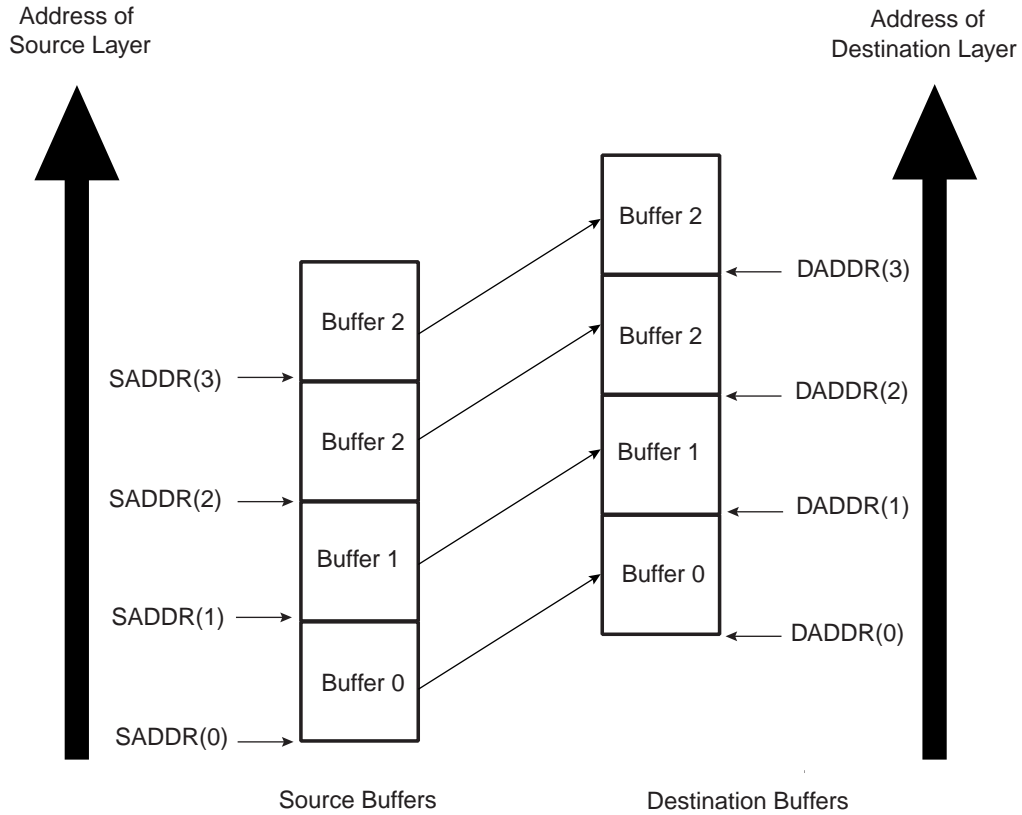 Address of
Source Layer
Address of
Destination Layer
Buffer 2
DADDR(3)
Buffer 2
Buffer 2
SADDR(3)
DADDR(2)
Buffer 2
Buffer 1
SADDR(2)
DADDR(1)
Buffer 1
Buffer 0
SADDR(1)
DADDR(0)
Buffer 0
SADDR(0)
Source Buffers
Destination Buffers